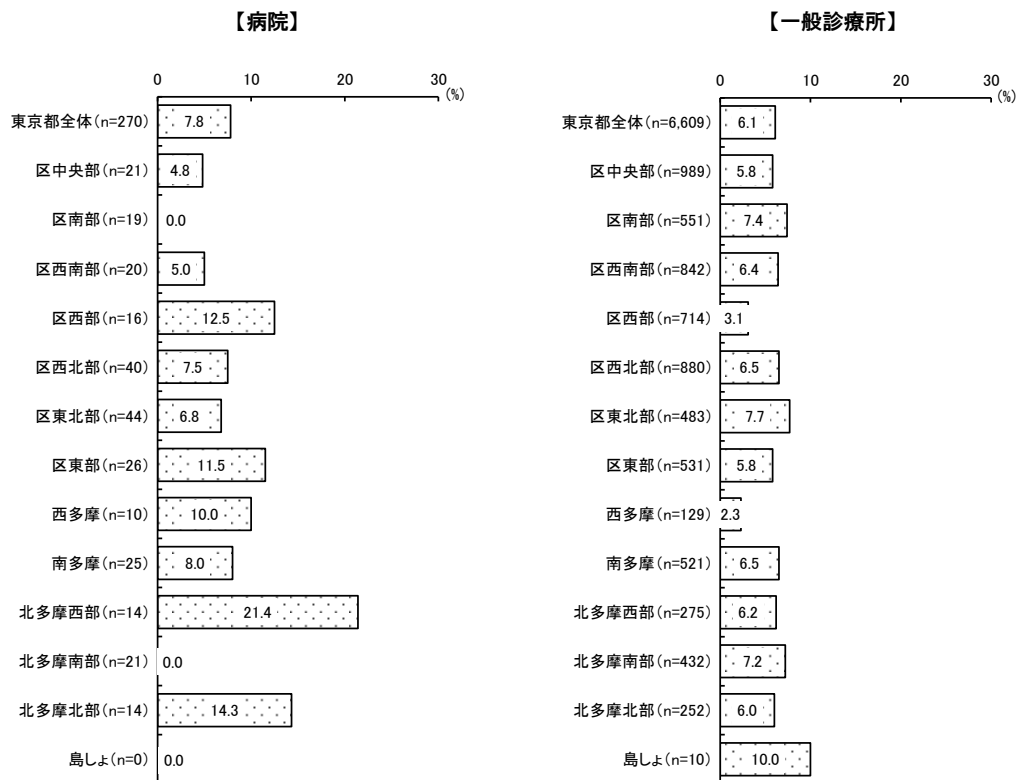 【病院】
0 10 20 30
(%)
東京都全体(n=270) 7.8
区中央部(n=21) 4.8
区南部(n=19) 0.0
区西南部(n=20) 5.0
区西部(n=16) 12.5
区西北部(n=40) 7.5
区東北部(n=44) 6.8
区東部(n=26) 11.5
西多摩(n=10) 10.0
南多摩(n=25) 8.0
北多摩西部(n=14) 21.4
北多摩南部(n=21) 0.0
北多摩北部(n=14) 14.3
島しょ(n=0) 0.0
【一般診療所】
0 10 20 30
(%)
東京都全体(n=6,609) 6.1
区中央部(n=989) 5.8
区南部(n=551) 7.4
区西南部(n=842) 6.4
区西部(n=714) 3.1
区西北部(n=880) 6.5
区東北部(n=483) 7.7
区東部(n=531) 5.8
西多摩(n=129) 2.3
南多摩(n=521) 6.5
北多摩西部(n=275) 6.2
北多摩南部(n=432) 7.2
北多摩北部(n=252) 6.0
島しょ(n=10) 10.0